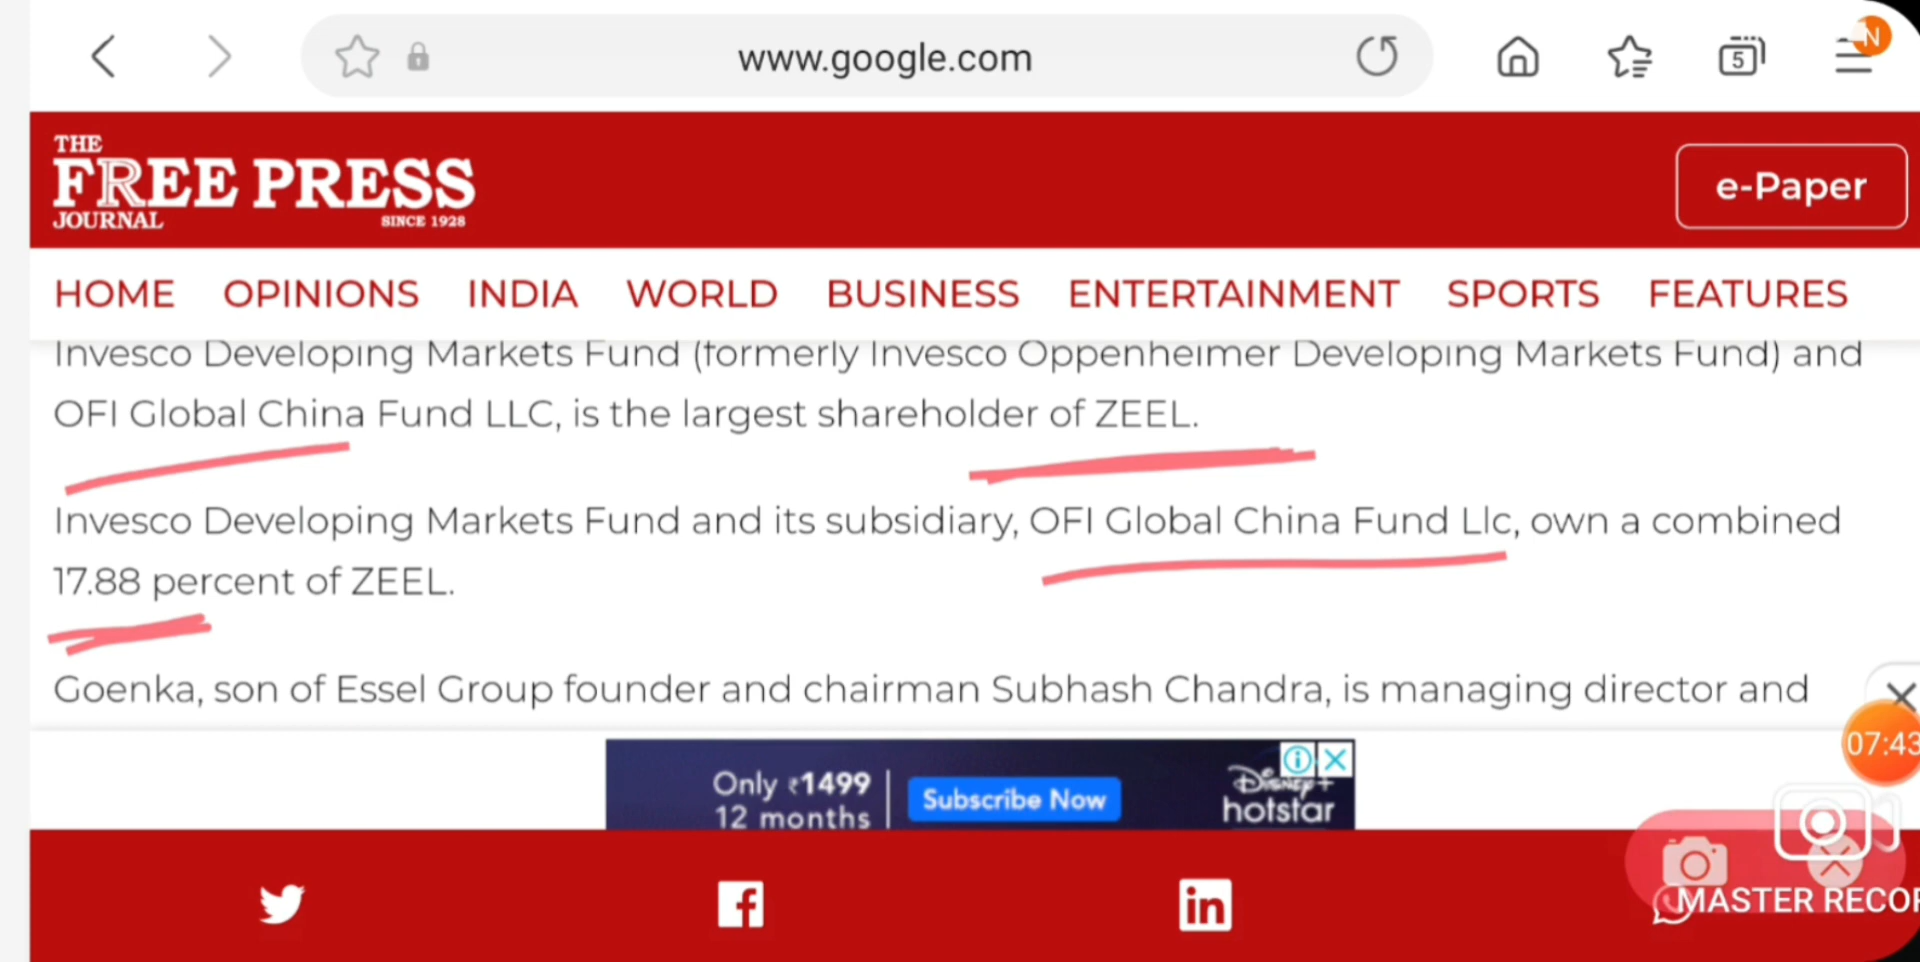 www.google.com
5
N
THE
FREE PRESS
JOURNAL
SINCE 1928
e-Paper
HOME OPINIONS INDIA WORLD BUSINESS ENTERTAINMENT SPORTS FEATURES
Invesco Developing Markets Fund (formerly Invesco Oppenheimer Developing Markets Fund) and
OFI Global China Fund LLC, is the largest shareholder of ZEEL.
Invesco Developing Markets Fund and its subsidiary, OFI Global China Fund Llc, own a combined
17.88 percent of ZEEL.
Goenka, son of Essel Group founder and chairman Subhash Chandra, is managing director and
07:43
Only ₹1499
12 months
Subscribe Now
Disney+
hotstar
MASTER RECOR